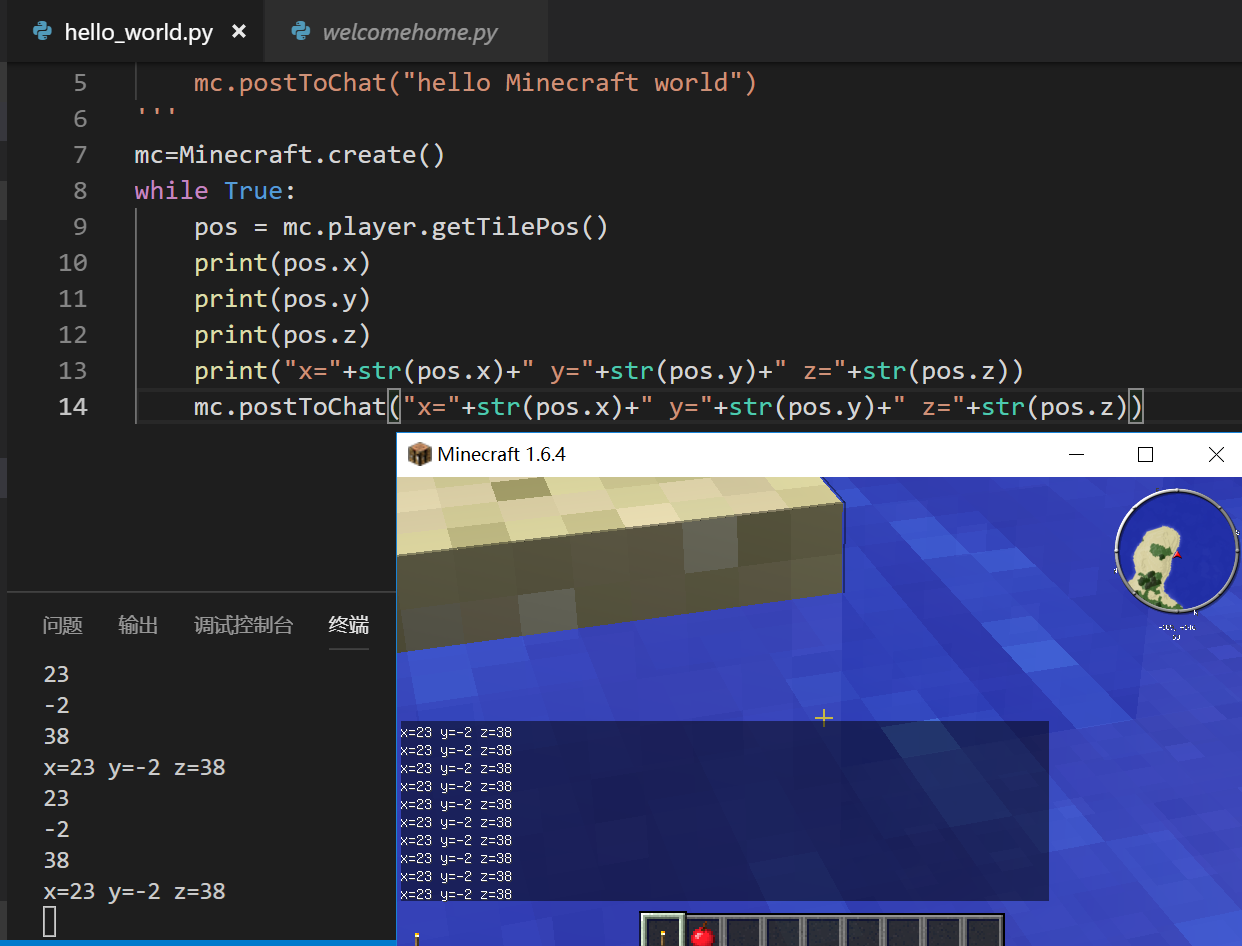 hello_world.py × welcomehome.py
5 mc.postToChat("hello Minecraft world")
6 '''
7 mc=Minecraft.create()
8 while True:
9 pos = mc.player.getTilePos()
10 print(pos.x)
11 print(pos.y)
12 print(pos.z)
13 print("x="+str(pos.x)+" y="+str(pos.y)+" z="+str(pos.z))
14 mc.postToChat("x="+str(pos.x)+" y="+str(pos.y)+" z="+str(pos.z))
Minecraft 1.6.4
问题 输出 调试控制台 终端
23
-2
38
x=23 y=-2 z=38
23
-2
38
x=23 y=-2 z=38
x=23 y=-2 z=38
x=23 y=-2 z=38
x=23 y=-2 z=38
x=23 y=-2 z=38
x=23 y=-2 z=38
x=23 y=-2 z=38
x=23 y=-2 z=38
x=23 y=-2 z=38
x=23 y=-2 z=38
x=23 y=-2 z=38